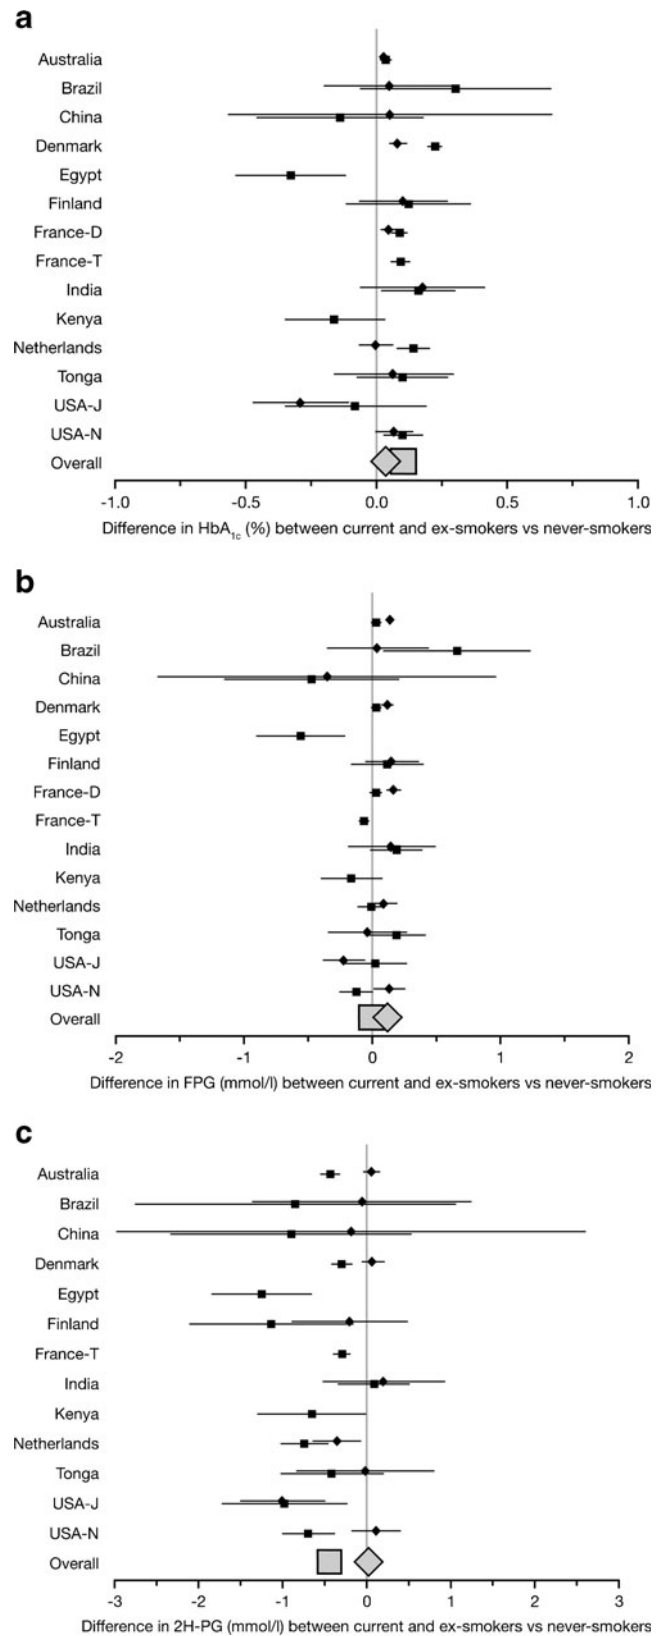 a
Australia
Brazil
China
Denmark
Egypt
Finland
France-D
France-T
India
Kenya
Netherlands
Tonga
USA-J
USA-N
Overall
-1.0 -0.5 0.0 0.5 1.0
Difference in HbA1c (%) between current and ex-smokers vs never-smokers
b
Australia
Brazil
China
Denmark
Egypt
Finland
France-D
France-T
India
Kenya
Netherlands
Tonga
USA-J
USA-N
Overall
-2 -1 0 1 2
Difference in FPG (mmol/l) between current and ex-smokers vs never-smokers
c
Australia
Brazil
China
Denmark
Egypt
Finland
France-T
India
Kenya
Netherlands
Tonga
USA-J
USA-N
Overall
-3 -2 -1 0 1 2 3
Difference in 2H-PG (mmol/l) between current and ex-smokers vs never-smokers